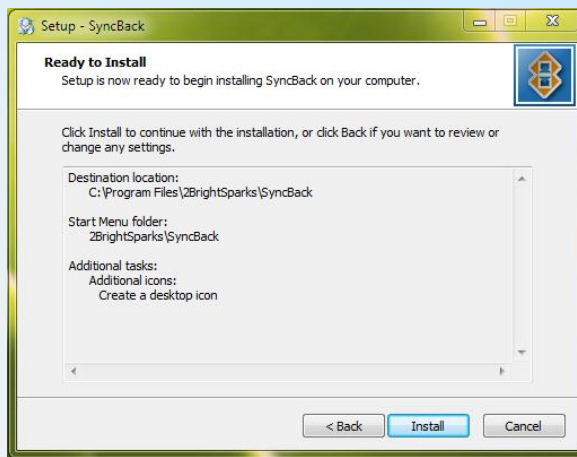 Setup - SyncBack
Ready to Install
Setup is now ready to begin installing SyncBack on your computer.
Click Install to continue with the installation, or click Back if you want to review or
change any settings.
Destination location:
C:\Program Files\2BrightSparks\SyncBack
Start Menu folder:
2BrightSparks\SyncBack
Additional tasks:
Additional icons:
Create a desktop icon
< Back Install Cancel